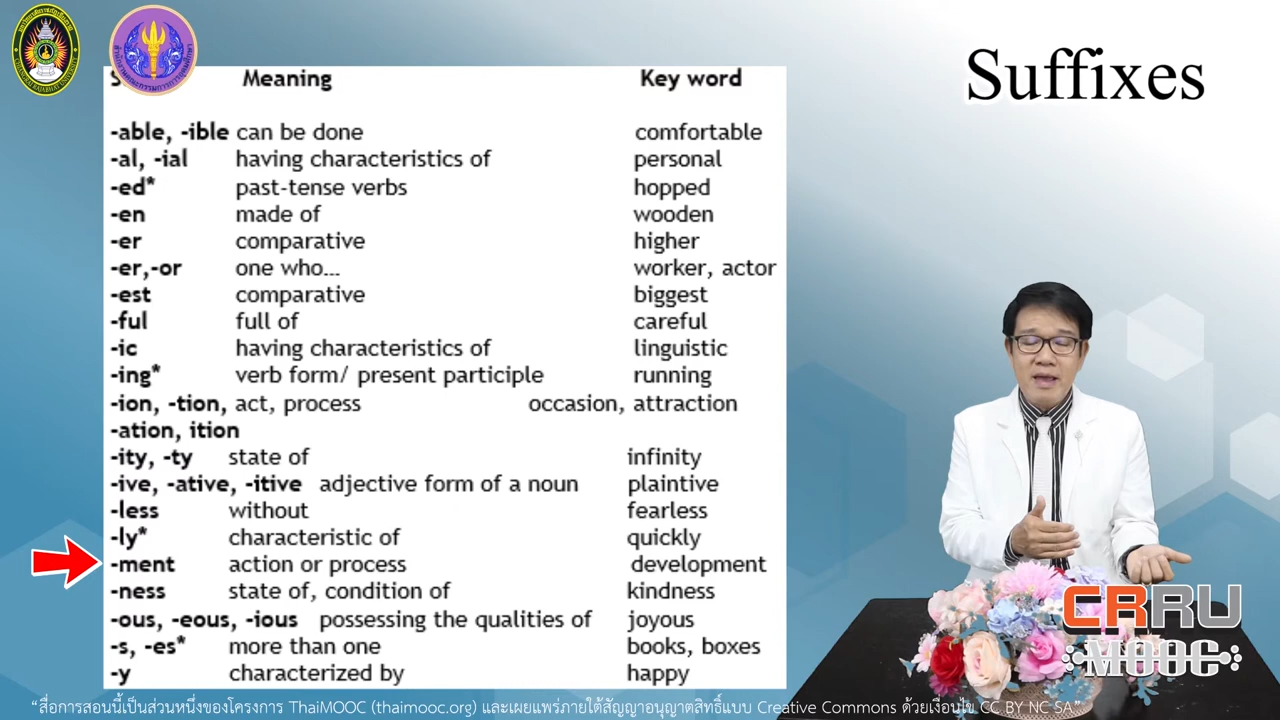 Suffixes
Meaning Key word
-able, -ible can be done comfortable
-al, -ial having characteristics of personal
-ed* past-tense verbs hopped
-en made of wooden
-er comparative higher
-er,-or one who... worker, actor
-est comparative biggest
-ful full of careful
-ic having characteristics of linguistic
-ing* verb form/ present participle running
-ion, -tion, act, process occasion, attraction
-ation, ition
-ity, -ty state of infinity
-ive, -ative, -itive adjective form of a noun plaintive
-less without fearless
-ly* characteristic of quickly
-ment action or process development
-ness state of, condition of kindness
-ous, -eous, -ious possessing the qualities of joyous
-s, -es* more than one books, boxes
-y characterized by happy
CRRU
MOOC
“สื่อการสอนนี้เป็นส่วนหนึ่งของโครงการ ThaiMOOC (thaimooc.org) และเผยแพร่ภายใต้สัญญาอนุญาตสิทธิ์แบบ Creative Commons ด้วยเงื่อนไข CC BY NC SA”